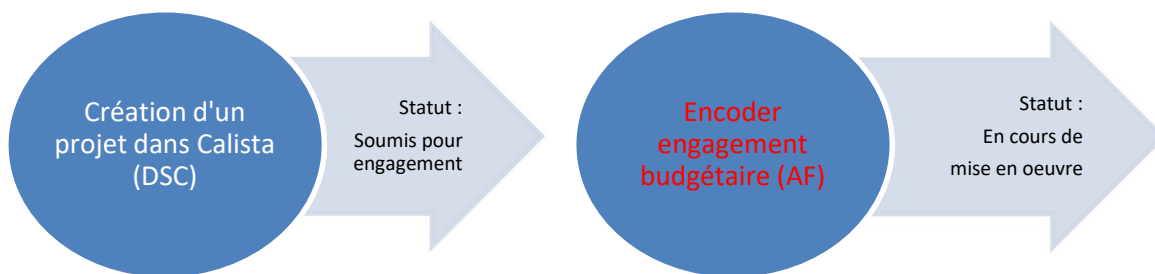 Création d'un
projet dans Calista
(DSC)
Statut :
Soumis pour
engagement
Encoder
engagement
budgétaire (AF)
Statut :
En cours de
mise en oeuvre